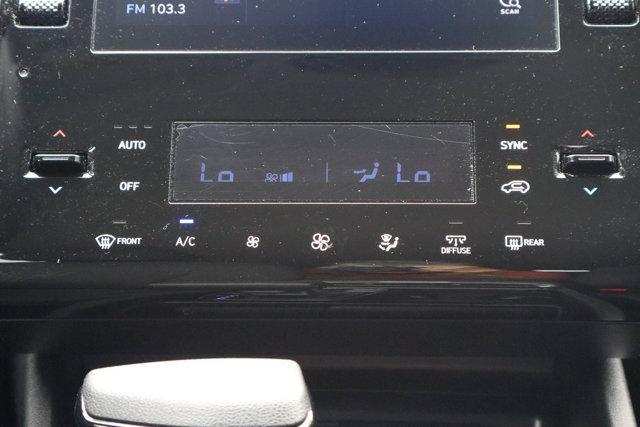 FM 103.3
SCAN
AUTO
SYNC
OFF
Lo Lo
FRONT
A/C
DIFFUSE
REAR